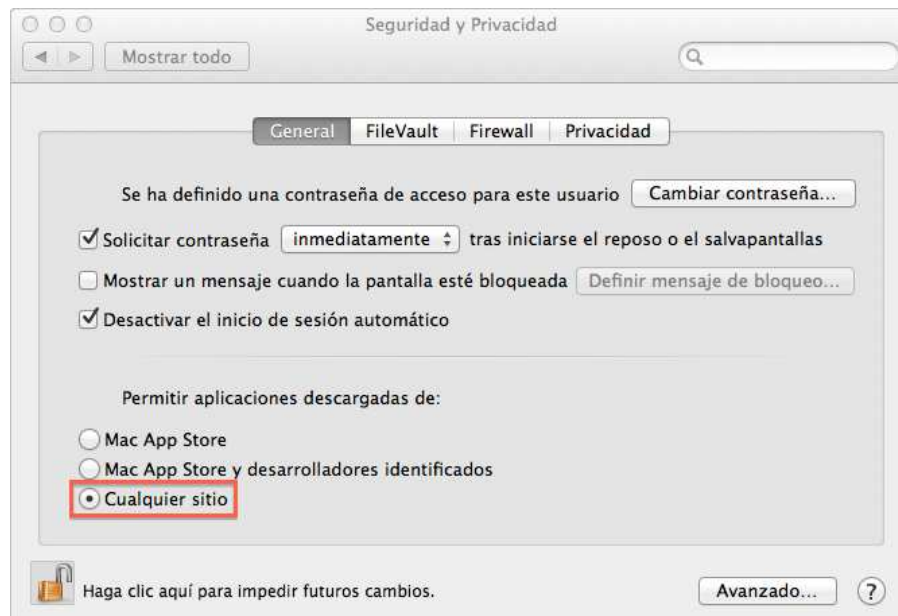 Seguridad y Privacidad
Mostrar todo
General FileVault Firewall Privacidad
Se ha definido una contraseña de acceso para este usuario Cambiar contraseña...
Solicitar contraseña inmediatamente tras iniciarse el reposo o el salvapantallas
Mostrar un mensaje cuando la pantalla esté bloqueada Definir mensaje de bloqueo...
Desactivar el inicio de sesión automático
Permitir aplicaciones descargadas de:
Mac App Store
Mac App Store y desarrolladores identificados
Cualquier sitio
Haga clic aquí para impedir futuros cambios. Avanzado... ?